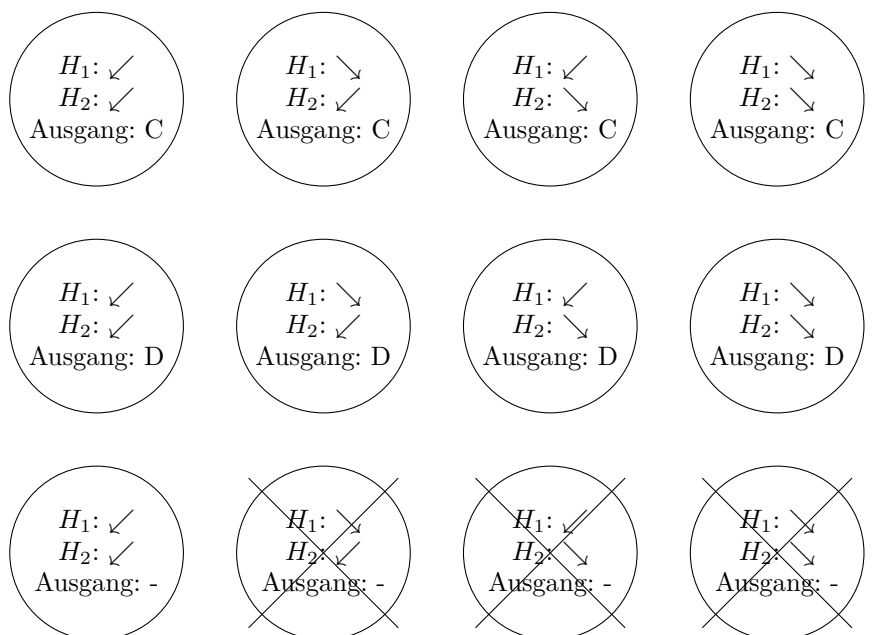 H₁: ↙ H₁: ↘ H₁: ↙ H₁: ↘
H₂: ↙ H₂: ↙ H₂: ↘ H₂: ↘
Ausgang: C Ausgang: C Ausgang: C Ausgang: C
H₁: ↙ H₁: ↘ H₁: ↙ H₁: ↘
H₂: ↙ H₂: ↙ H₂: ↘ H₂: ↘
Ausgang: D Ausgang: D Ausgang: D Ausgang: D
H₁: ↙ H₁: ↘ H₁: ↙ H₁: ↘
H₂: ↙ H₂: ↙ H₂: ↘ H₂: ↘
Ausgang: - Ausgang: - Ausgang: - Ausgang: -